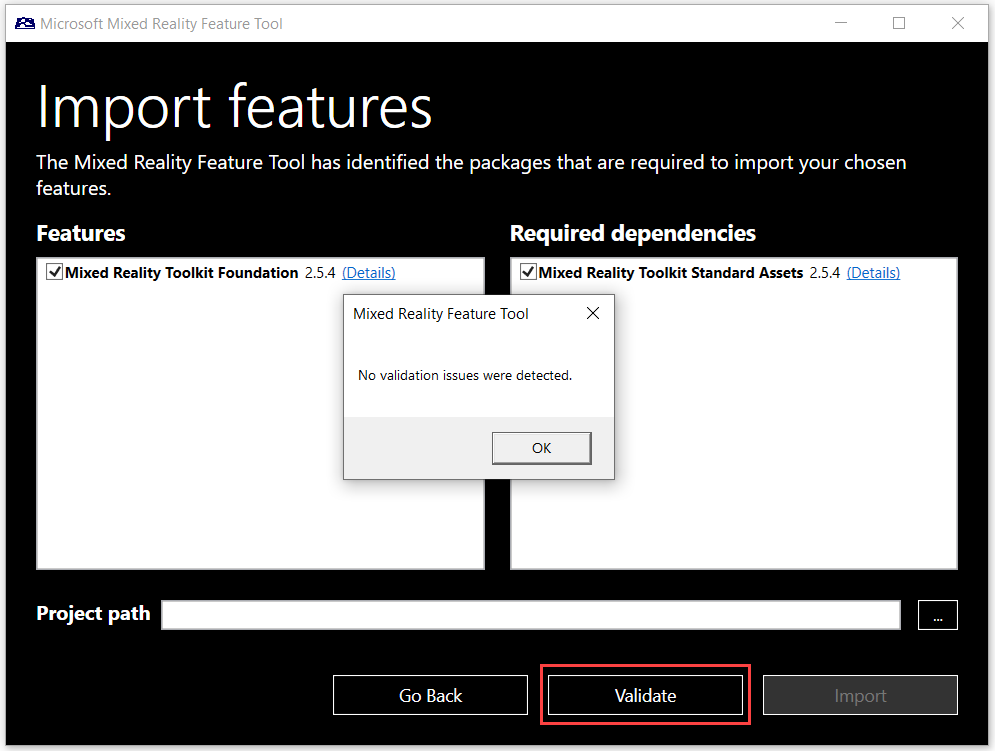 Microsoft Mixed Reality Feature Tool
Import features
The Mixed Reality Feature Tool has identified the packages that are required to import your chosen
features.
Features
Required dependencies
Mixed Reality Toolkit Foundation 2.5.4 (Details)
Mixed Reality Toolkit Standard Assets 2.5.4 (Details)
Mixed Reality Feature Tool
No validation issues were detected.
OK
Project path
...
Go Back
Validate
Import